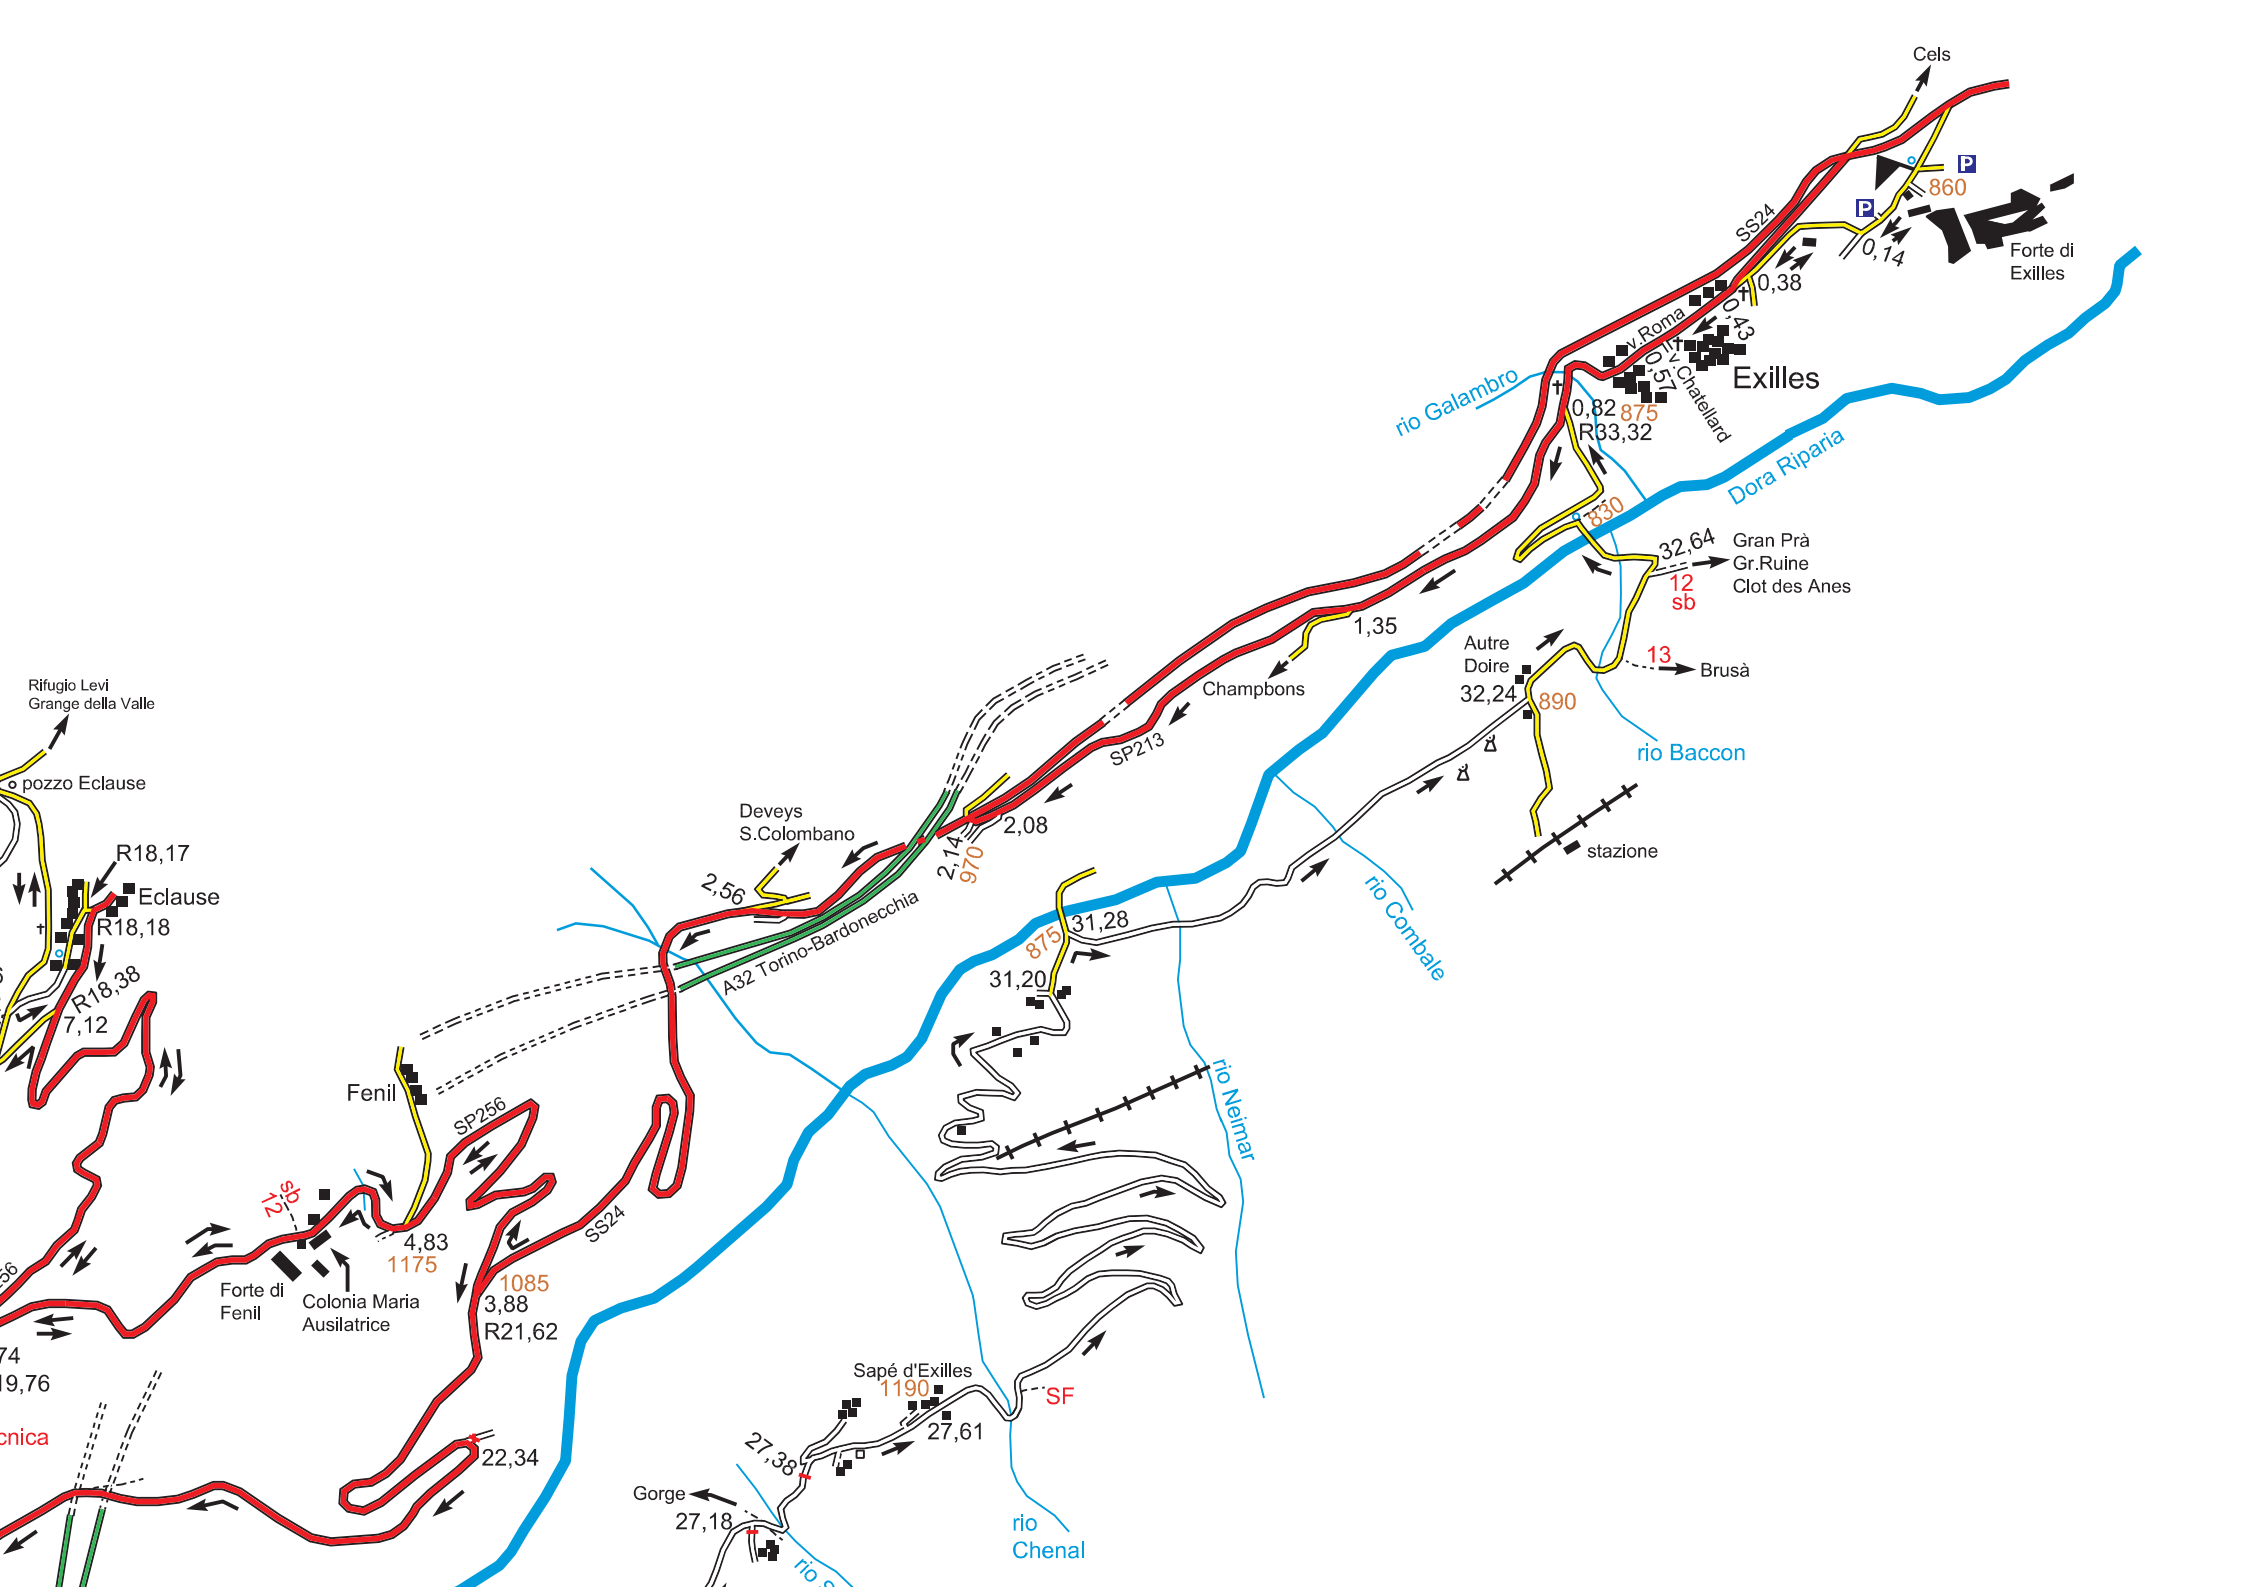 Cels
P
860
P
SS24
0,14
Forte di
Exilles
0,38
0,43
v.Roma
0,57
v.Chatellard
Exilles
rio Galambro
0,82
875
R33,32
Dora Riparia
830
32,64
Gran Prà
Gr.Ruine
Clot des Anes
12
sb
1,35
Autre
Doire
13
Brusà
Rifugio Levi
Grange della Valle
Champbons
32,24
890
SP213
rio Baccon
pozzo Eclause
Deveys
S.Colombano
2,08
2,14
970
R18,17
stazione
2,56
Eclause
rio Combale
R18,18
A32 Torino-Bardonecchia
31,28
875
R18,38
31,20
7,12
Fenil
SP256
rio Neimar
sb
12
SS24
4,83
1175
56
1085
Forte di
Fenil
Colonia Maria
Ausilatrice
3,88
R21,62
74
19,76
Sapé d'Exilles
1190
SF
27,61
cnica
22,34
27,38
Gorge
27,18
rio
Chenal
rio